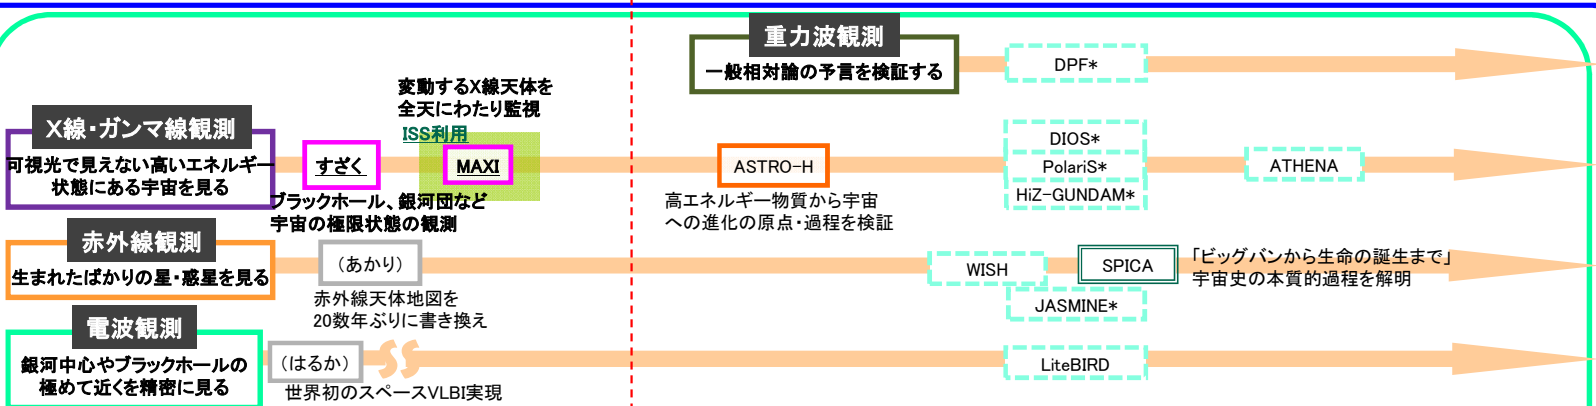 重力波観測
一般相対論の予言を検証する
DPF*
変動するX線天体を
全天にわたり監視
ISS利用
X線・ガンマ線観測
可視光で見えない高いエネルギー
状態にある宇宙を見る
すざく
MAXI
ASTRO-H
DIOS*
PolariS*
HiZ-GUNDAM*
ATHENA
ブラックホール、銀河団など
宇宙の極限状態の観測
高エネルギー物質から宇宙
への進化の原点・過程を検証
赤外線観測
生まれたばかりの星・惑星を見る
(あかり)
赤外線天体地図を
20数年ぶりに書き換え
WISH
SPICA
「ビッグバンから生命の誕生まで」
宇宙史の本質的過程を解明
JASMINE*
電波観測
銀河中心やブラックホールの
極めて近くを精密に見る
(はるか)
世界初のスペースVLBI実現
LiteBIRD